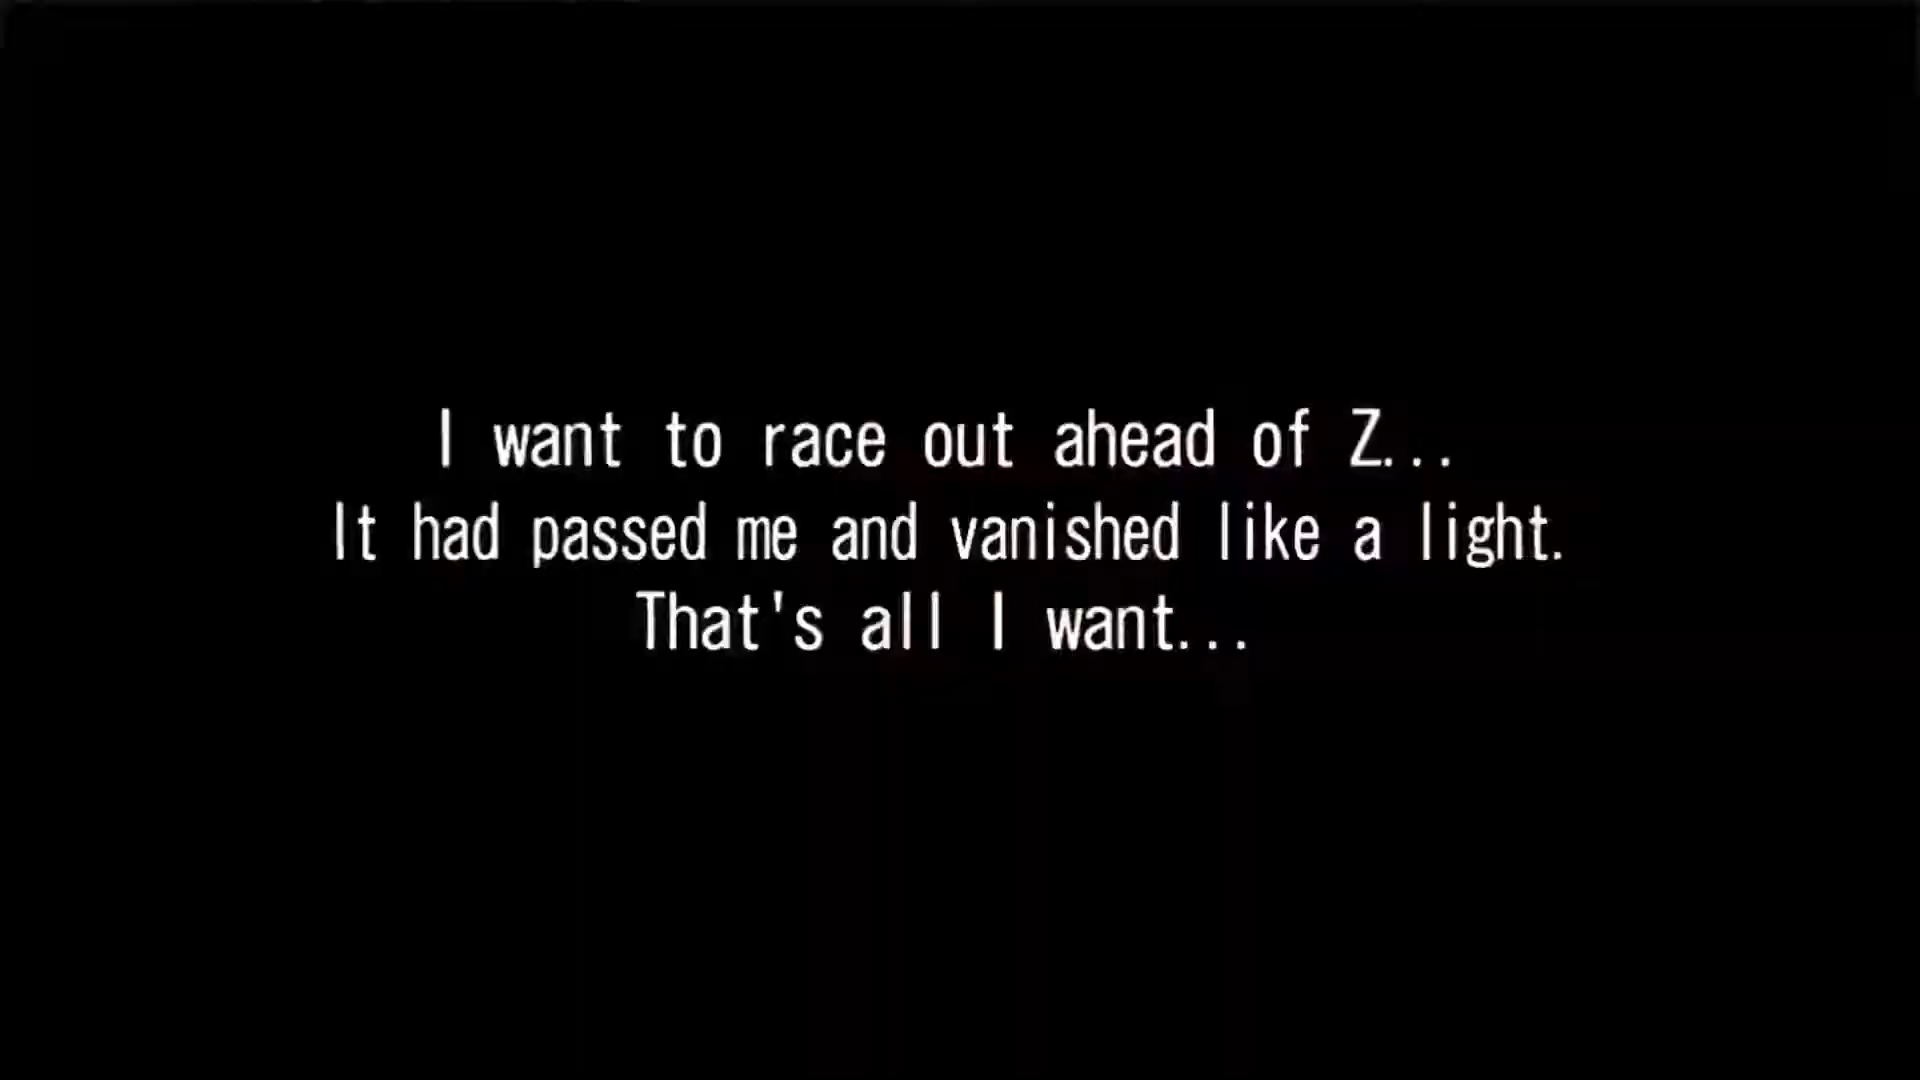 I want to race out ahead of Z...
It had passed me and vanished like a light.
That's all I want...